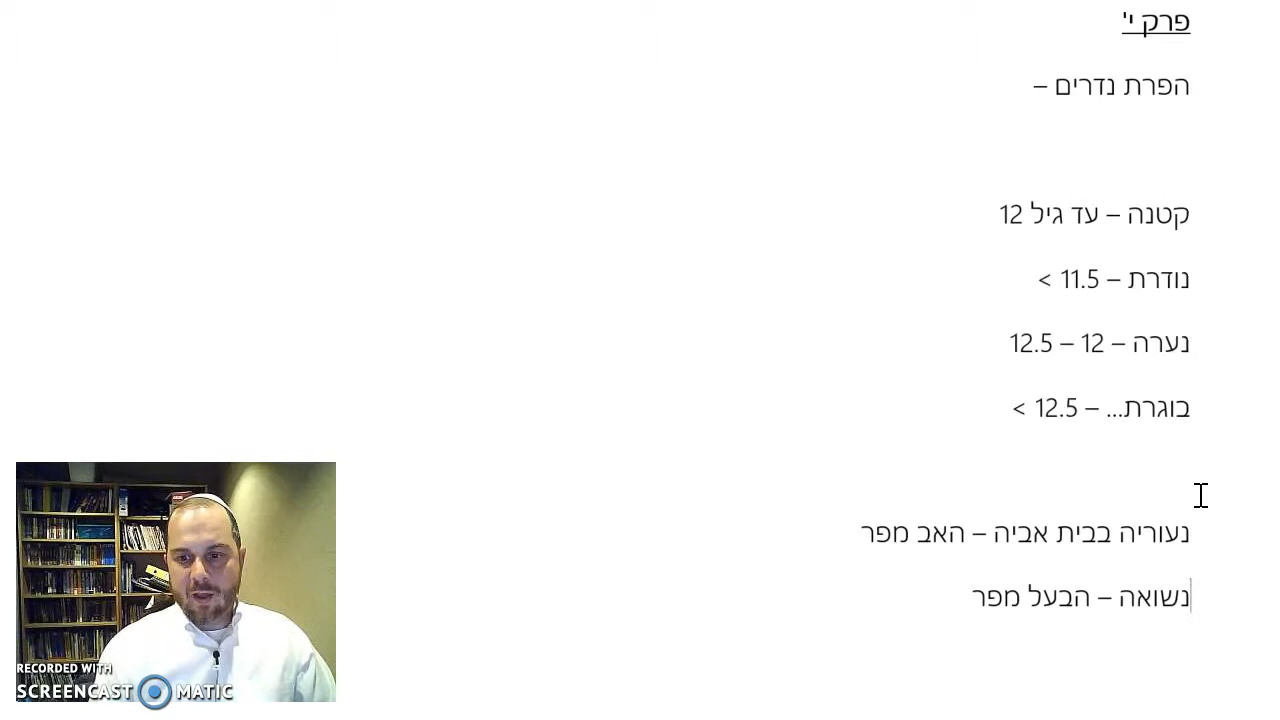 פרק י'
הפרת נדרים –
קטנה – עד גיל 12
נודרת – 11.5 >
נערה – 12 – 12.5
בוגרת... – 12.5 >
נעוריה בבית אביה – האב מפר
נשואה – הבעל מפר
RECORDED WITH
SCREENCAST MATIC